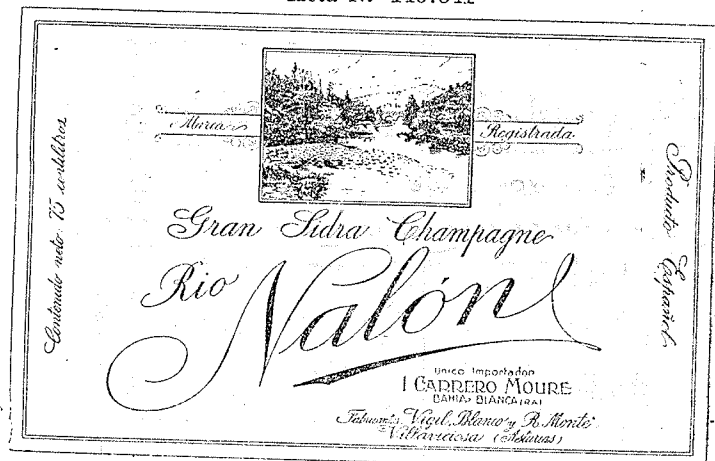 Marca Registrada
Contenido neto 75 centilitros
Producto Español
Gran Sidra Champagne
Rio Nalón
Unico Importador
I CARRERO MOURE
BAHIA BLANCA (RA)
Vigil, Blanco y R. Monte
Villaviciosa (Asturias)